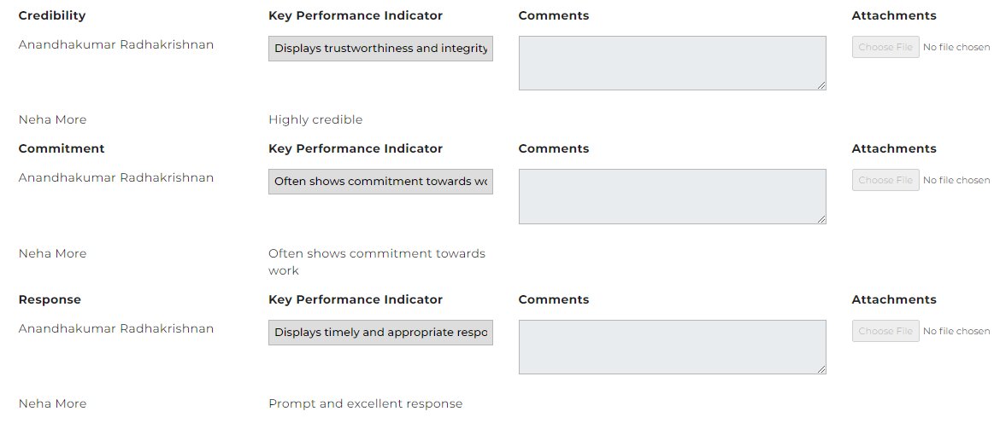 Credibility Key Performance Indicator Comments Attachments
Anandhakumar Radhakrishnan Displays trustworthiness and integrity Choose File No file chosen
Neha More Highly credible
Commitment Key Performance Indicator Comments Attachments
Anandhakumar Radhakrishnan Often shows commitment towards Choose File No file chosen
Neha More Often shows commitment towards
work
Response Key Performance Indicator Comments Attachments
Anandhakumar Radhakrishnan Displays timely and appropriate Choose File No file chosen
Neha More Prompt and excellent response